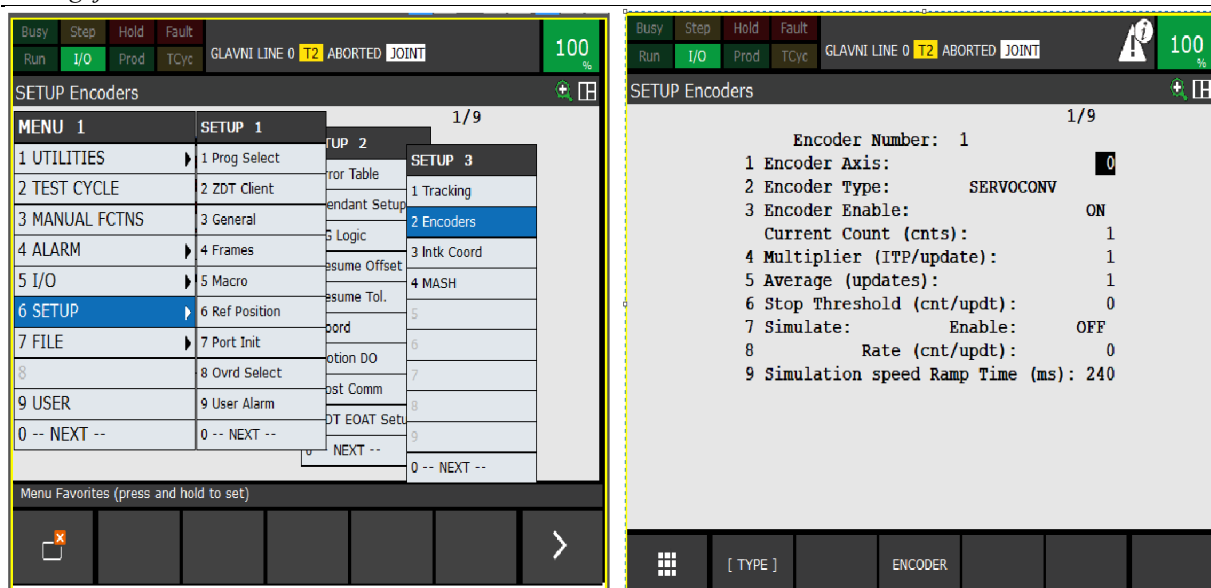 Busy Step Hold Fault
Run I/O Prod TCyc GLAVNI LINE 0 T2 ABORTED JOINT 100 %
SETUP Encoders
1/9
MENU 1
1 UTILITIES
2 TEST CYCLE
3 MANUAL FCTNS
4 ALARM
5 I/O
6 SETUP
7 FILE
8
9 USER
0 -- NEXT --
SETUP 1
1 Prog Select
2 ZDT Client
3 General
4 Frames
5 Macro
6 Ref Position
7 Port Init
8 Ovrd Select
9 User Alarm
0 -- NEXT --
TUP 2
ror Table
endant Setup
G Logic
esume Offset
esume Tol.
oord
otion DO
ost Comm
DT EOAT Setu
0 NEXT --
SETUP 3
1 Tracking
2 Encoders
3 Intk Coord
4 MASH
5
6
7
8
9
0 -- NEXT --
Menu Favorites (press and hold to set)
Busy Step Hold Fault
Run I/O Prod TCyc GLAVNI LINE 0 T2 ABORTED JOINT 100 %
SETUP Encoders
1/9
Encoder Number: 1
1 Encoder Axis: 0
2 Encoder Type: SERVOCONV
3 Encoder Enable: ON
Current Count (cnts): 1
4 Multiplier (ITP/update): 1
5 Average (updates): 1
6 Stop Threshold (cnt/updt): 0
7 Simulate: Enable: OFF
8 Rate (cnt/updt): 0
9 Simulation speed Ramp Time (ms): 240
[ TYPE ] ENCODER